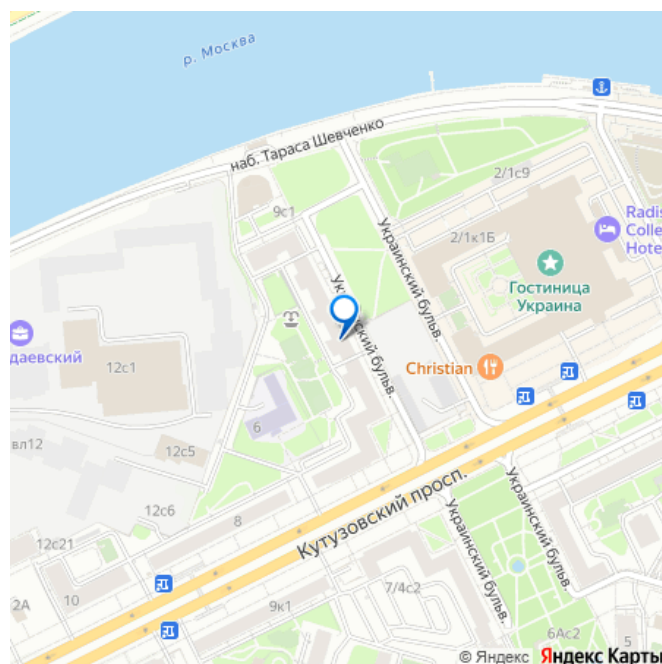 р. Москва
наб. Тараса Шевченко
2/1с9
9с1
Украинский бульв.
2/1к1Б
Radis
Colle
Hote
Гостиница
Украина
Украинский бульв.
даевский
12с1
Christian
6
вл12
12с5
12с6
8
Кутузовский просп.
12с21
Украинский бульв.
Украинский бульв.
2А
10
9к1
7/4с2
6Ас2
5
© Яндекс Яндекс Карты